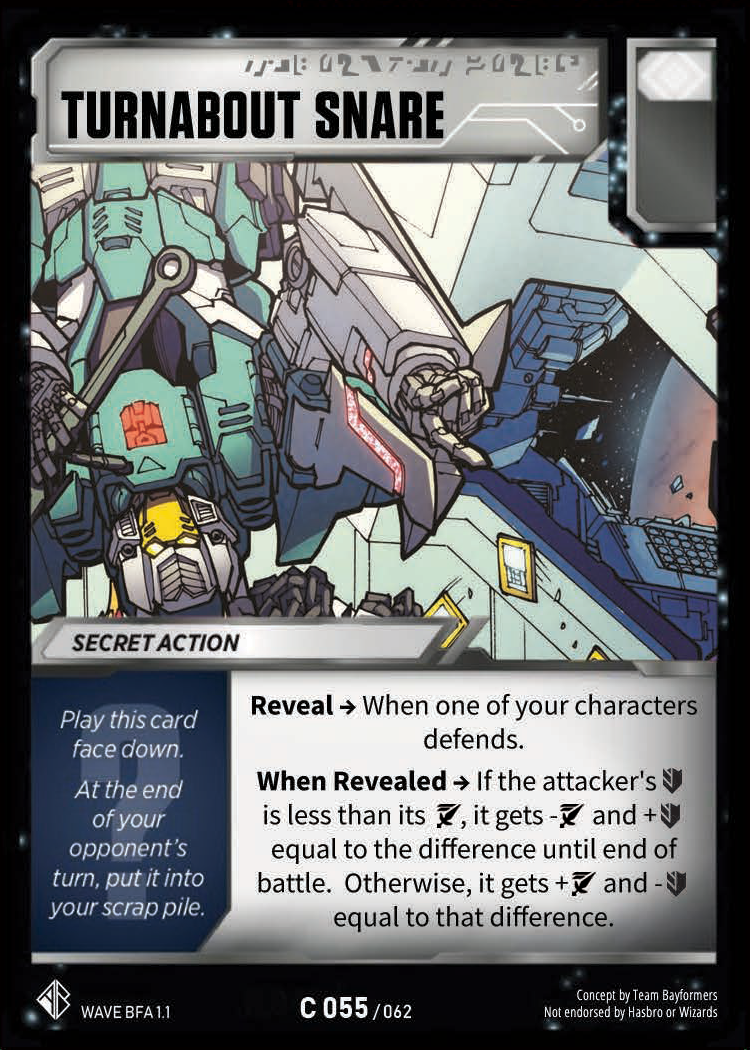 TURNABOUT SNARE
SECRET ACTION
Play this card
face down.
At the end
of your
opponent's
turn, put it into
your scrap pile.
Reveal → When one of your characters
defends.
When Revealed → If the attacker's
is less than its , it gets - and +
equal to the difference until end of
battle. Otherwise, it gets + and -
equal to that difference.
WAVE BFA 1.1
C 055/062
Concept by Team Bayformers
Not endorsed by Hasbro or Wizards